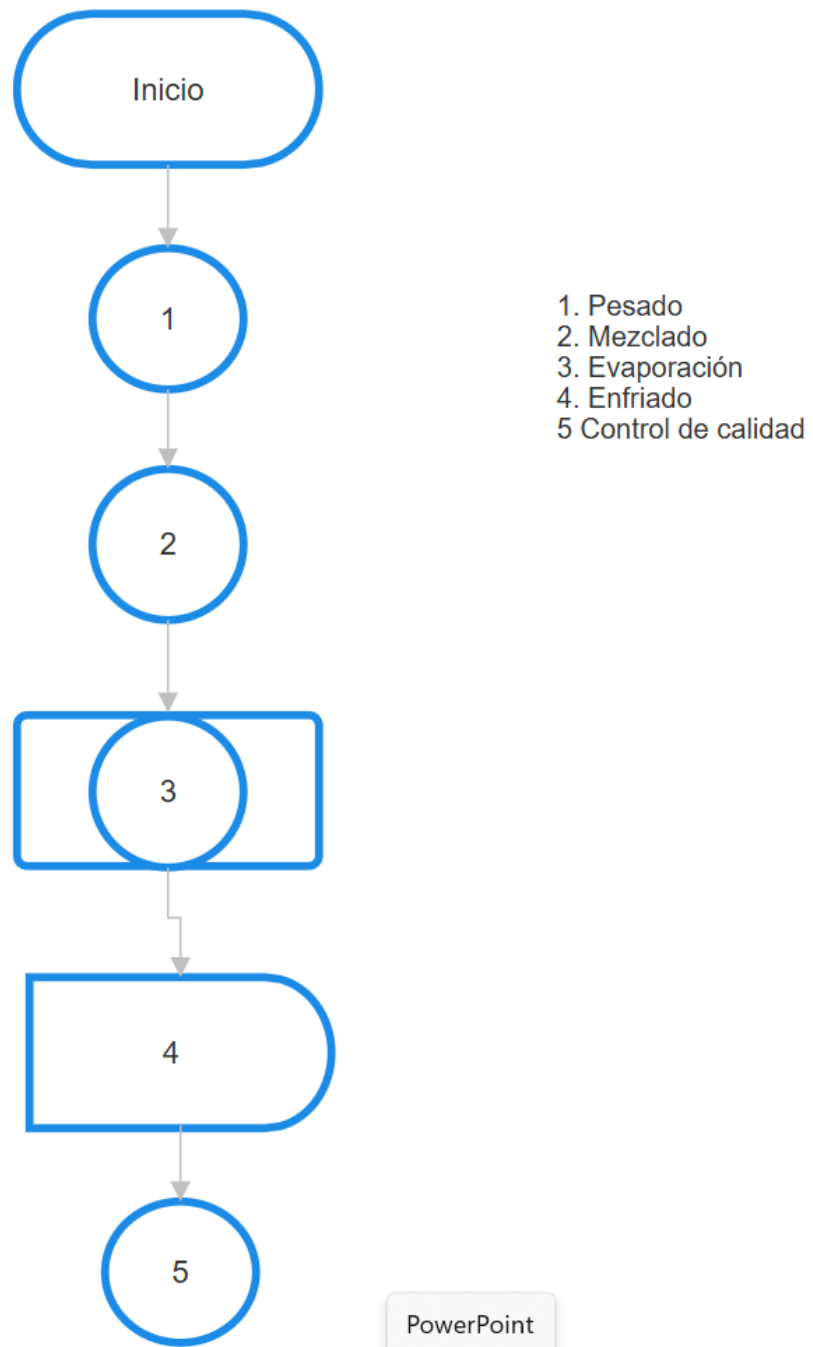 Inicio
1
1. Pesado
2. Mezclado
3. Evaporación
4. Enfriado
5 Control de calidad
2
3
4
5
PowerPoint